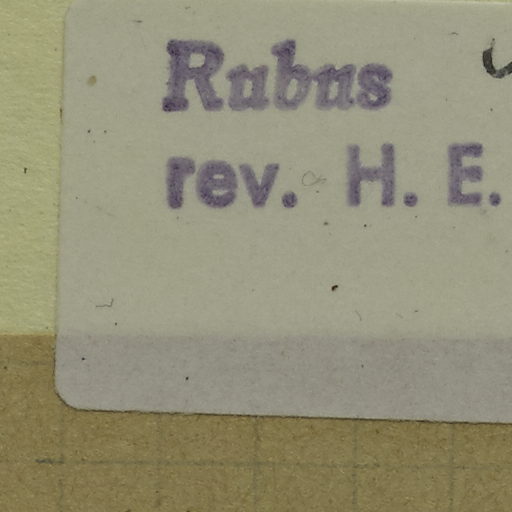 Rubus
rev. H. E.